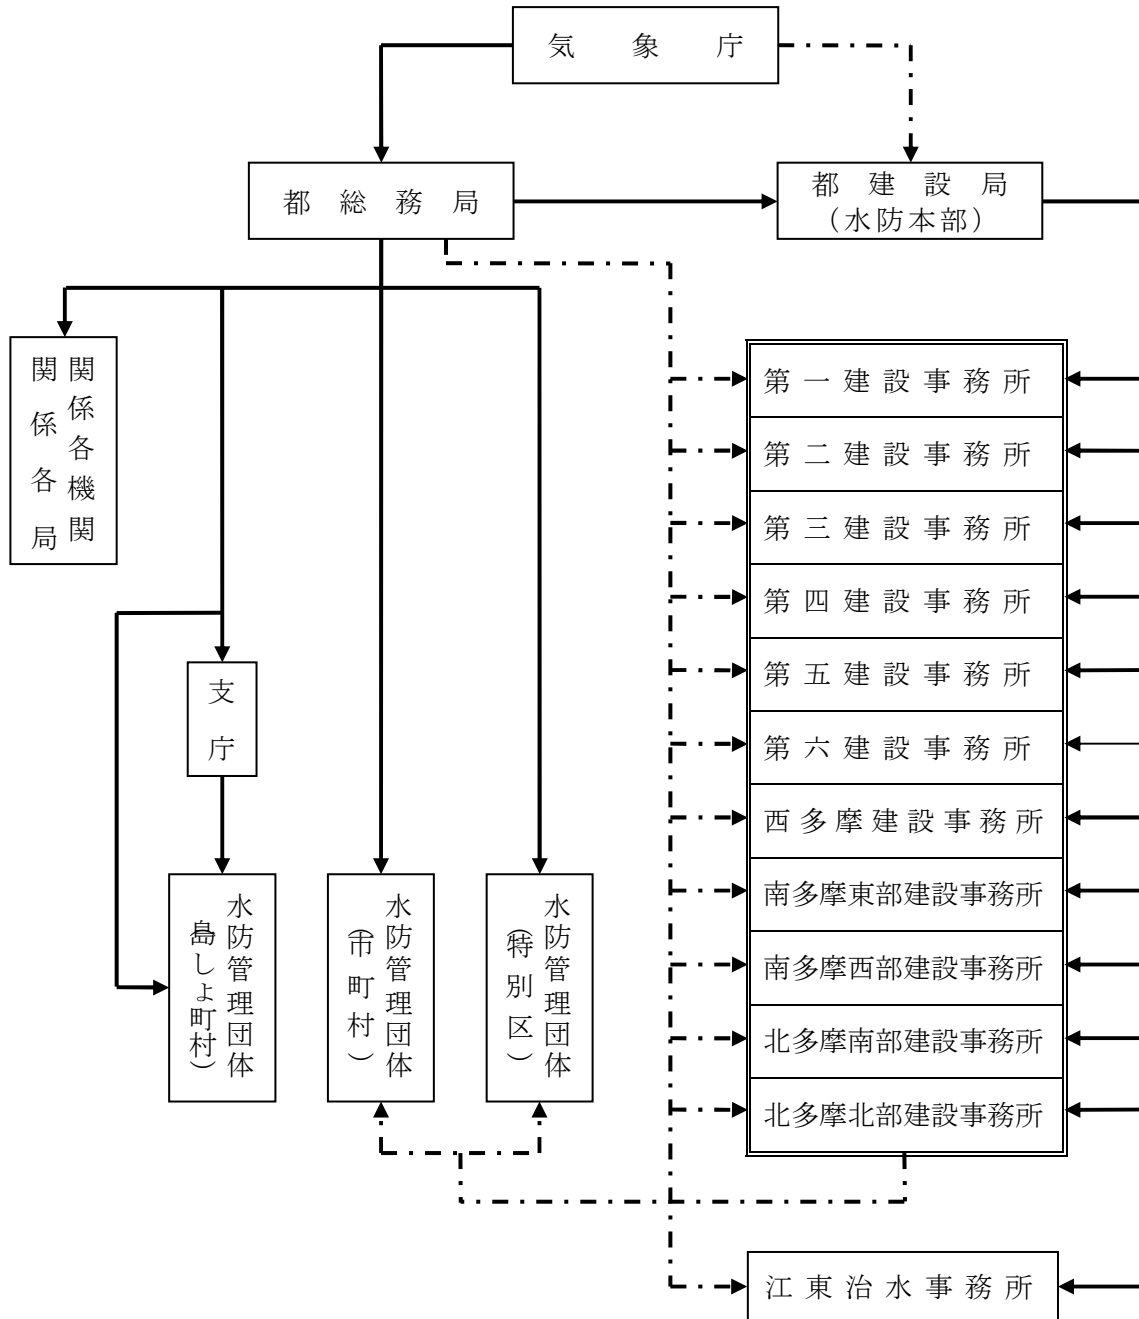 気象庁
都総務局
都建設局
（水防本部）
関係各機関
関係各局
第一建設事務所
第二建設事務所
第三建設事務所
第四建設事務所
第五建設事務所
第六建設事務所
西多摩建設事務所
南多摩東部建設事務所
南多摩西部建設事務所
北多摩南部建設事務所
北多摩北部建設事務所
支庁
水防管理団体
（島しょ町村）
水防管理団体
（市町村）
水防管理団体
（特別区）
江東治水事務所